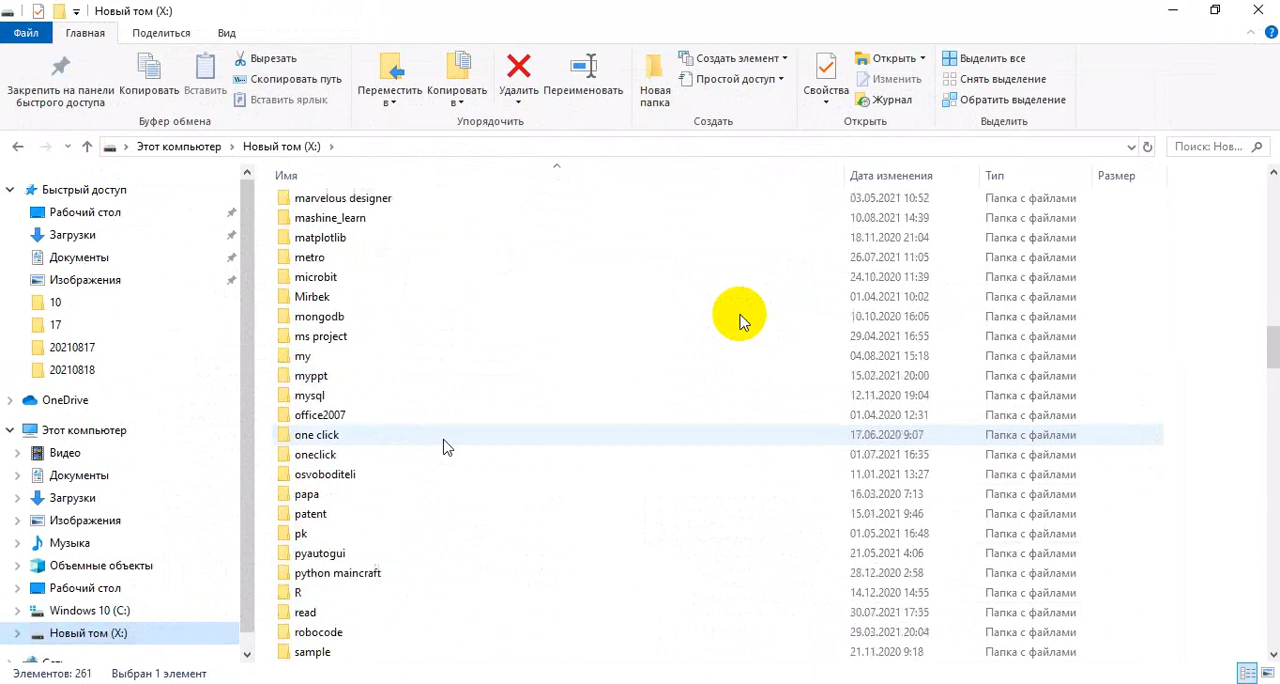 Новый том (X:)
Файл Главная Поделиться Вид
Закрепить на панели быстрого доступа
Копировать
Вставить
Вырезать
Скопировать путь
Вставить ярлык
Буфер обмена
Переместить в
Копировать в
Удалить
Переименовать
Упорядочить
Новая папка
Создать элемент
Простой доступ
Создать
Свойства
Открыть
Изменить
Журнал
Открыть
Выделить все
Снять выделение
Обратить выделение
Выделить
Этот компьютер > Новый том (X:) >
Поиск: Нов...
Быстрый доступ
Рабочий стол
Загрузки
Документы
Изображения
10
17
20210817
20210818
OneDrive
Этот компьютер
Видео
Документы
Загрузки
Изображения
Музыка
Объемные объекты
Рабочий стол
Windows 10 (C:)
Новый том (X:)
Имя Дата изменения Тип Размер
marvelous designer 03.05.2021 10:52 Папка с файлами
mashine_learn 10.08.2021 14:39 Папка с файлами
matplotlib 18.11.2020 21:04 Папка с файлами
metro 26.07.2021 11:05 Папка с файлами
microbit 24.10.2020 11:39 Папка с файлами
Mirbek 01.04.2021 10:02 Папка с файлами
mongodb 10.10.2020 16:05 Папка с файлами
ms project 29.04.2021 16:55 Папка с файлами
my 04.08.2021 15:18 Папка с файлами
myppt 15.02.2021 20:00 Папка с файлами
mysql 12.11.2020 19:04 Папка с файлами
office2007 01.04.2020 12:31 Папка с файлами
one click 17.06.2020 9:07 Папка с файлами
oneclick 01.07.2021 16:35 Папка с файлами
osvoboditeli 11.01.2021 13:27 Папка с файлами
papa 16.03.2020 7:13 Папка с файлами
patent 15.01.2021 9:46 Папка с файлами
pk 01.05.2021 16:48 Папка с файлами
pyautogui 21.05.2021 4:06 Папка с файлами
python maincraft 28.12.2020 2:58 Папка с файлами
R 14.12.2020 14:55 Папка с файлами
read 30.07.2021 17:55 Папка с файлами
robocode 29.03.2021 20:04 Папка с файлами
sample 21.11.2020 9:18 Папка с файлами
Элементов: 261 Выбран 1 элемент